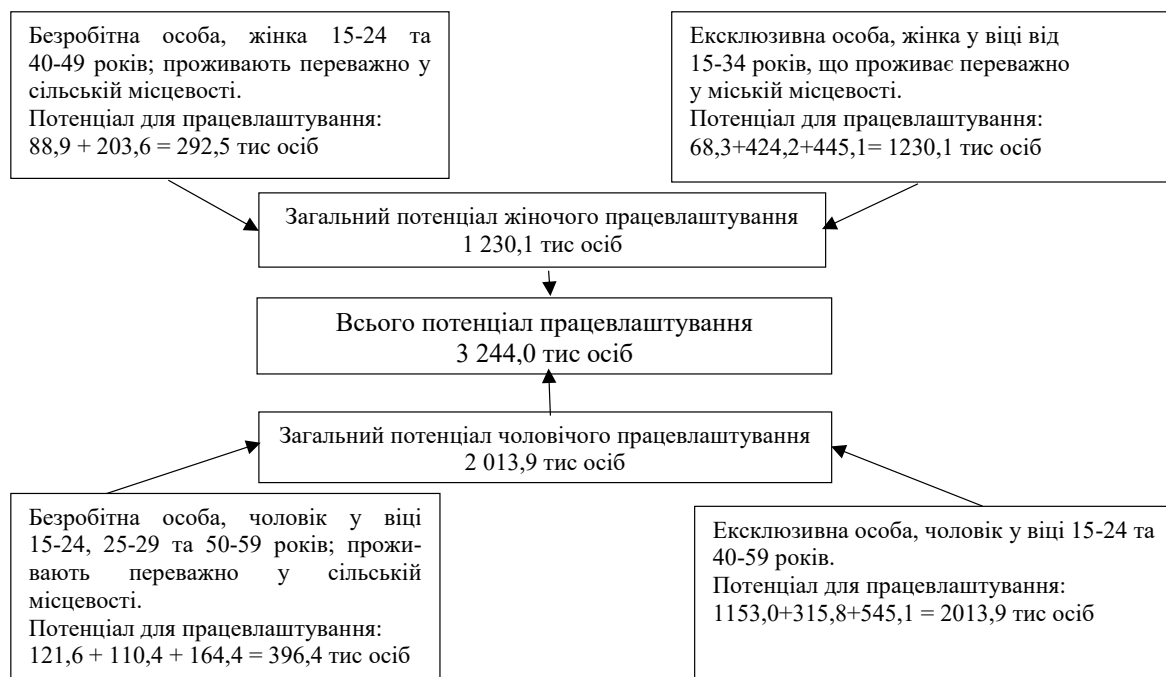 Безробітна особа, жінка 15-24 та
40-49 років; проживають переважно у
сільській місцевості.
Потенціал для працевлаштування:
88,9 + 203,6 = 292,5 тис осіб
Ексклюзивна особа, жінка у віці від
15-34 років, що проживає переважно
у міській місцевості.
Потенціал для працевлаштування:
68,3+424,2+445,1= 1230,1 тис осіб
Загальний потенціал жіночого працевлаштування
1 230,1 тис осіб
Всього потенціал працевлаштування
3 244,0 тис осіб
Загальний потенціал чоловічого працевлаштування
2 013,9 тис осіб
Безробітна особа, чоловік у віці
15-24, 25-29 та 50-59 років; прожи-
вають переважно у сільській
місцевості.
Потенціал для працевлаштування:
121,6 + 110,4 + 164,4 = 396,4 тис осіб
Ексклюзивна особа, чоловік у віці 15-24 та
40-59 років.
Потенціал для працевлаштування:
1153,0+315,8+545,1 = 2013,9 тис осіб